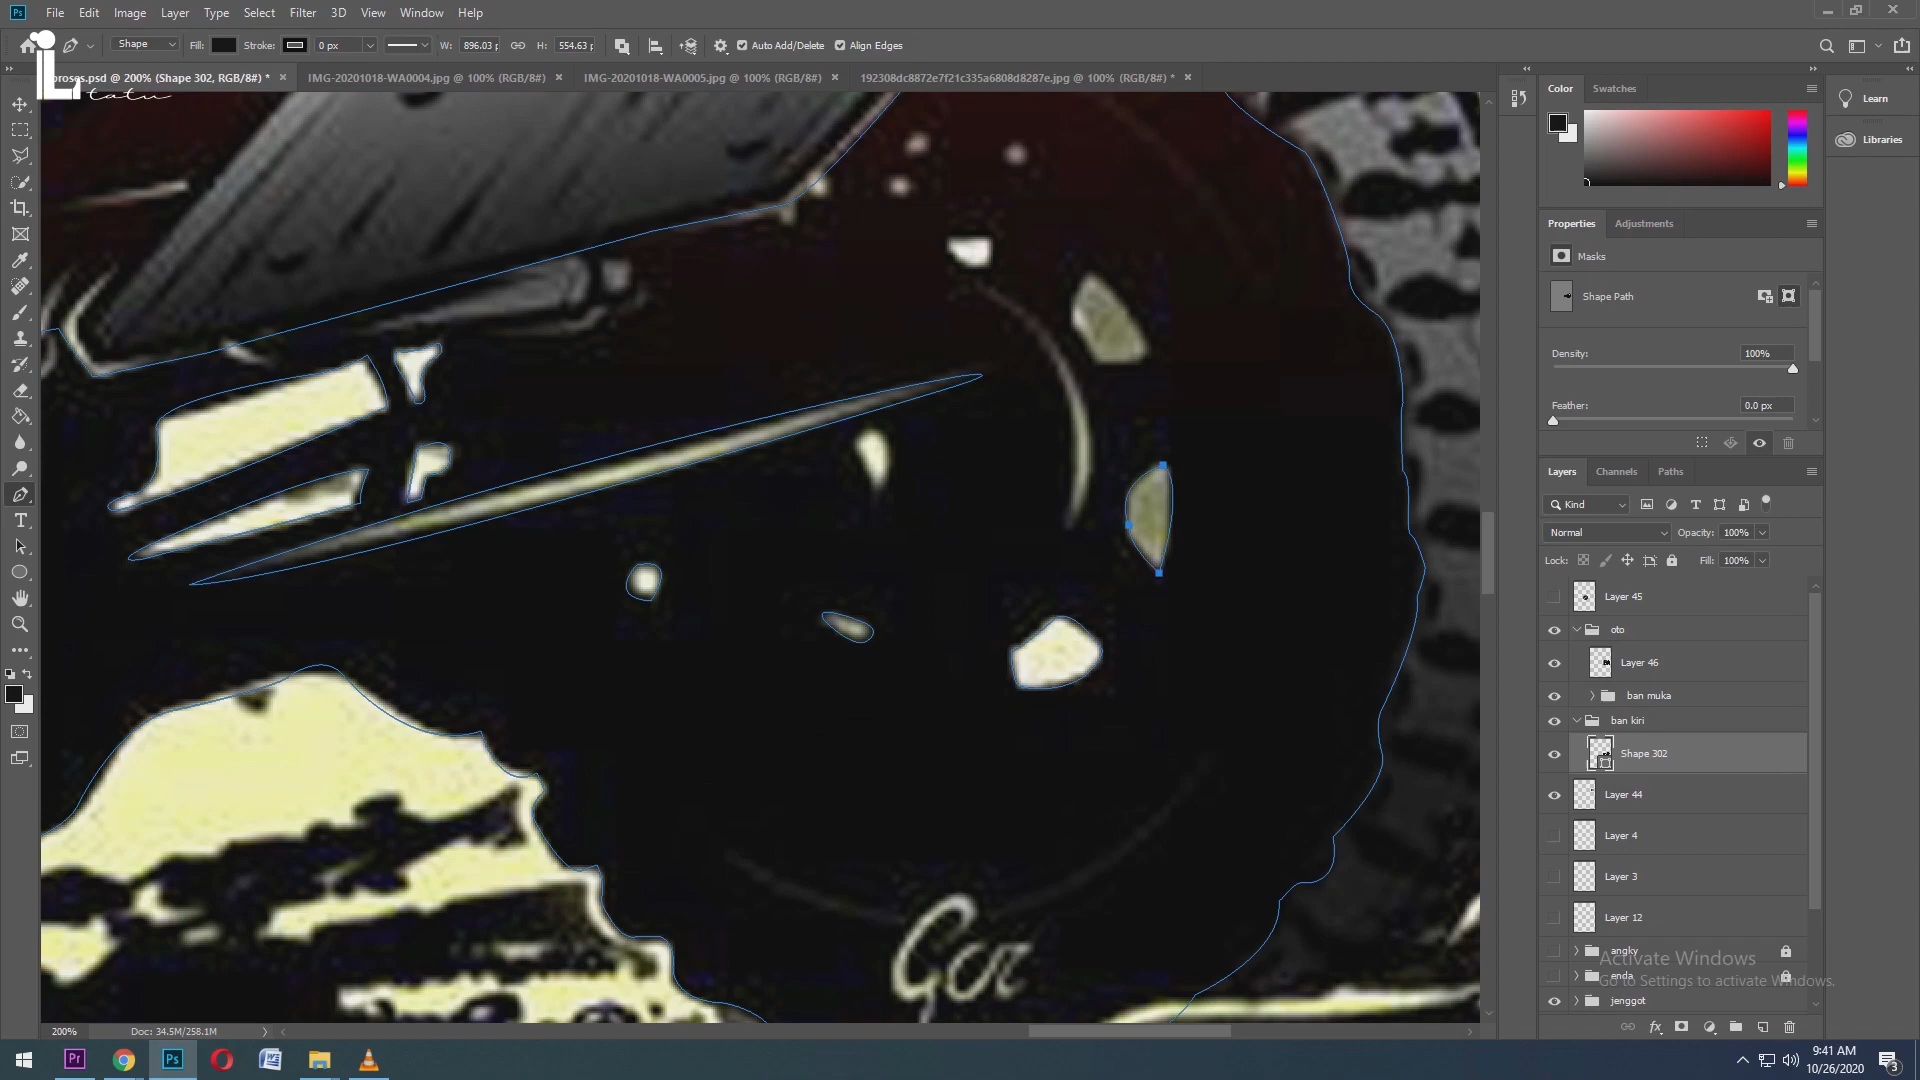 Ps File Edit Image Layer Type Select Filter 3D View Window Help
Shape Fill: Stroke: 0 px W: 896.03 p H: 554.63 p Auto Add/Delete Align Edges
proses.psd @ 200% (Shape 302, RGB/8#) * IMG-20201018-WA0004.jpg @ 100% (RGB/8#) IMG-20201018-WA0005.jpg @ 100% (RGB/8#) 192308dc8872e7f21c335a6808d8287e.jpg @ 100% (RGB/8#) *
iL tatu
Color Swatches
Learn
Libraries
Properties Adjustments
Masks
Shape Path
Density: 100%
Feather: 0.0 px
Layers Channels Paths
Kind
Normal Opacity: 100%
Lock: Fill: 100%
Layer 45
oto
Layer 46
ban muka
ban kiri
Shape 302
Layer 44
Layer 4
Layer 3
Layer 12
angky
enda
jenggot
Activate Windows
Go to Settings to activate Windows.
200% Doc: 34.5M/258.1M
Pr Ps
9:41 AM
10/26/2020
3